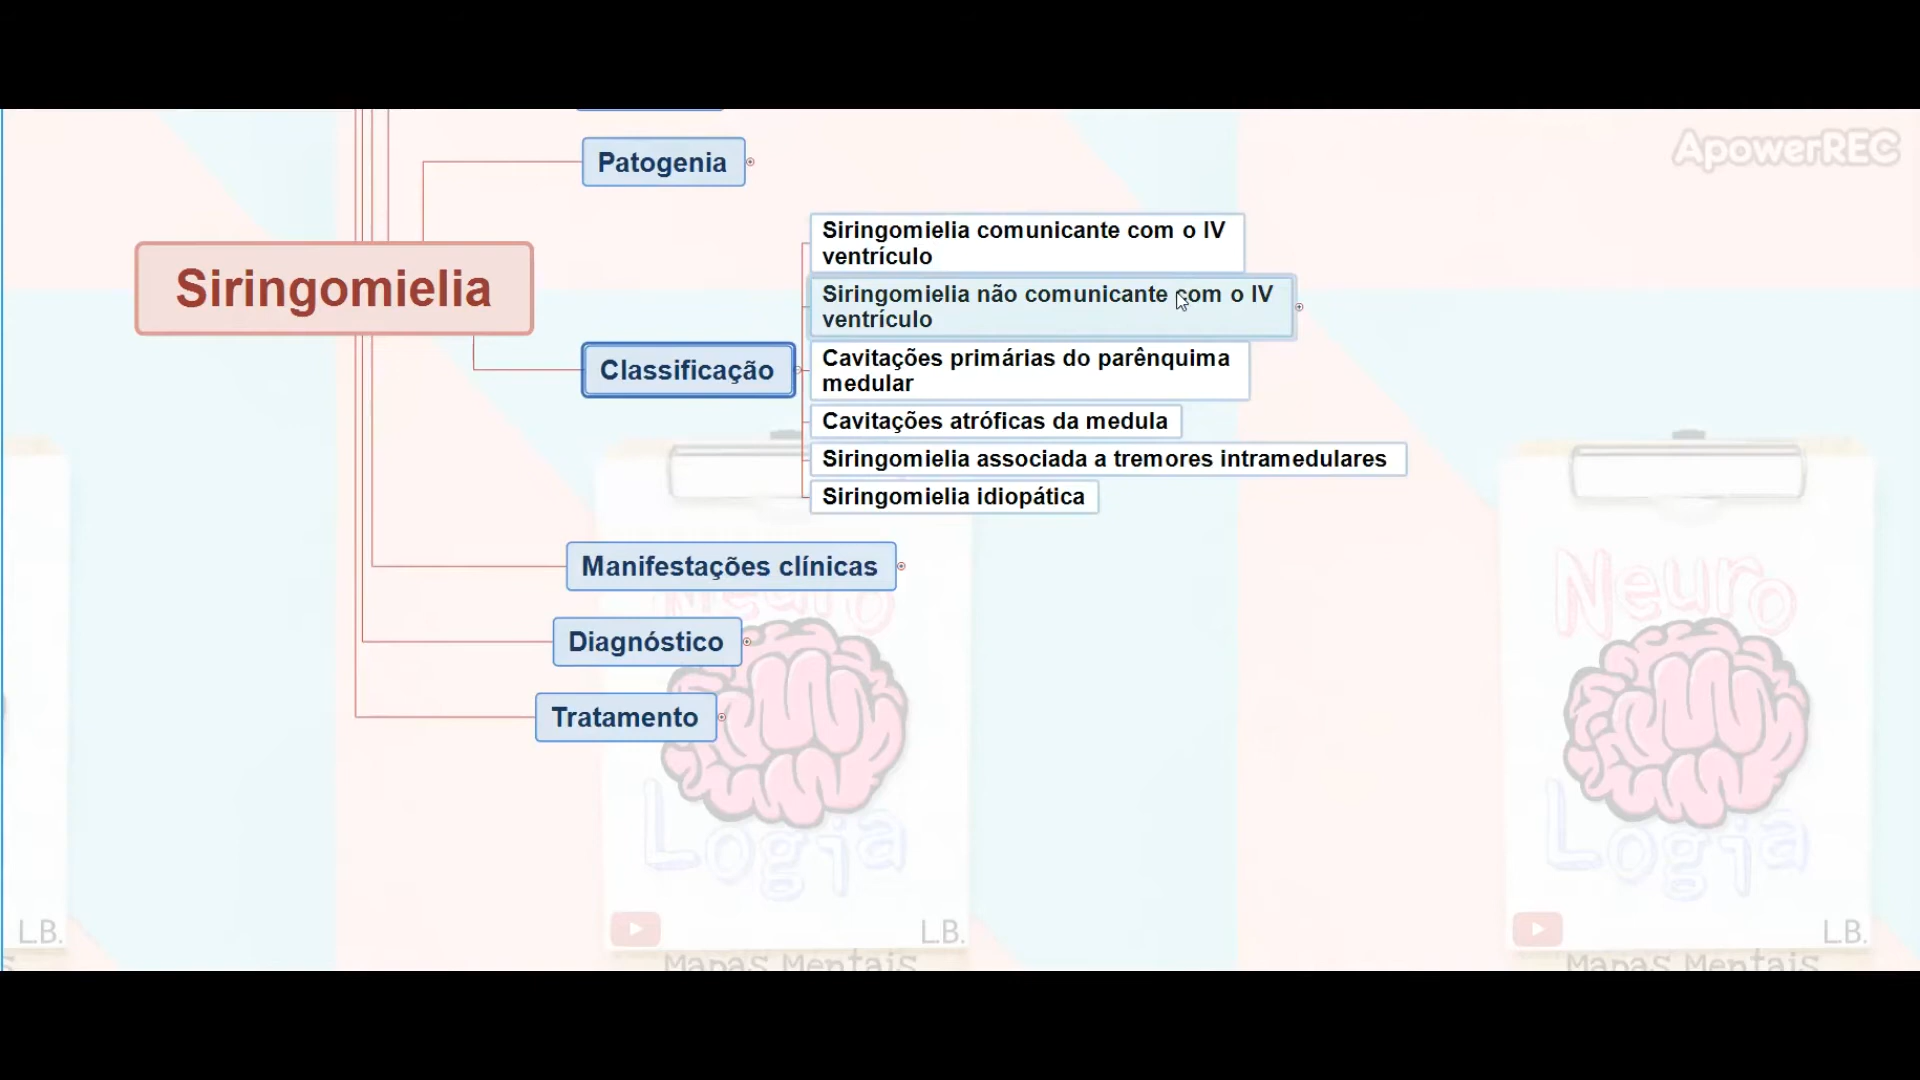 ApowerREC
Patogenia
Siringomielia
Classificação
Siringomielia comunicante com o IV
ventrículo
Siringomielia não comunicante com o IV
ventrículo
Cavitações primárias do parênquima
medular
Cavitações atróficas da medula
Siringomielia associada a tremores intramedulares
Siringomielia idiopática
Manifestações clínicas
Diagnóstico
Tratamento
Neuro
Logia
L.B.
Mapas Mentais
Neuro
Logia
L.B.
Mapas Mentais
L.B.